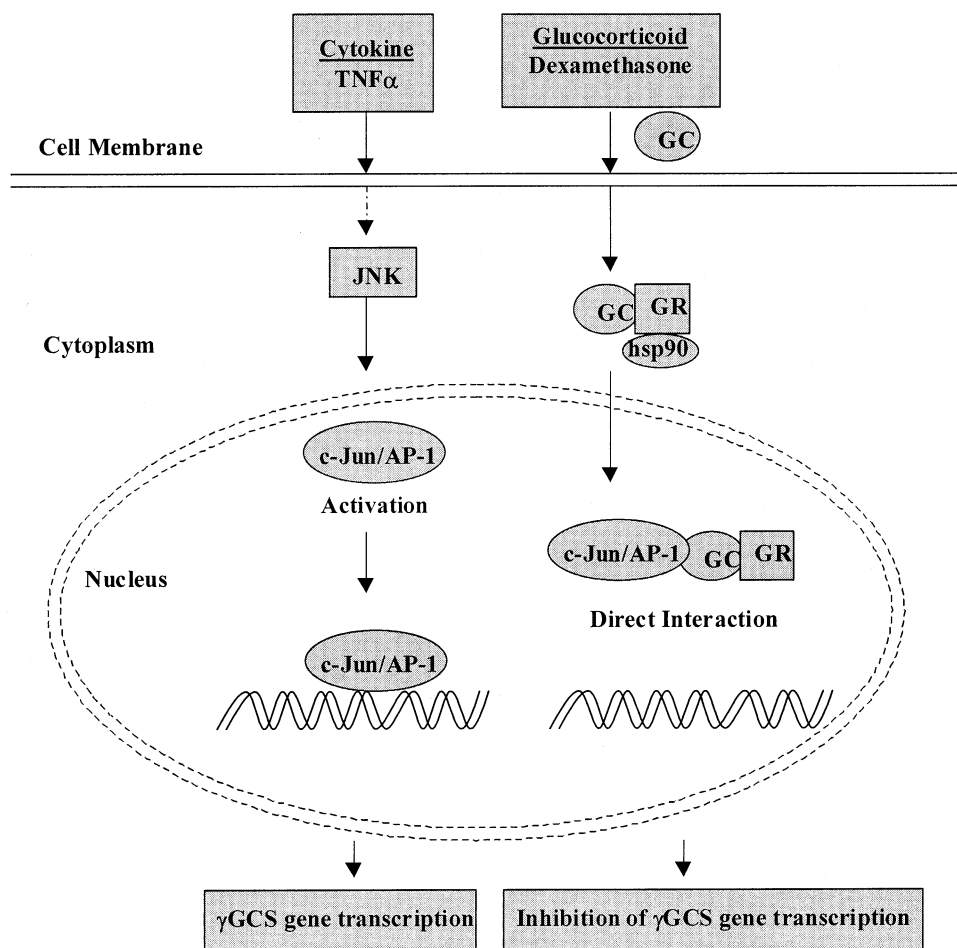 Cytokine
TNFα
Glucocorticoid
Dexamethasone
GC
Cell Membrane
JNK
GC
GR
hsp90
Cytoplasm
c-Jun/AP-1
Activation
c-Jun/AP-1
GC
GR
Nucleus
Direct Interaction
c-Jun/AP-1
γGCS gene transcription
Inhibition of γGCS gene transcription